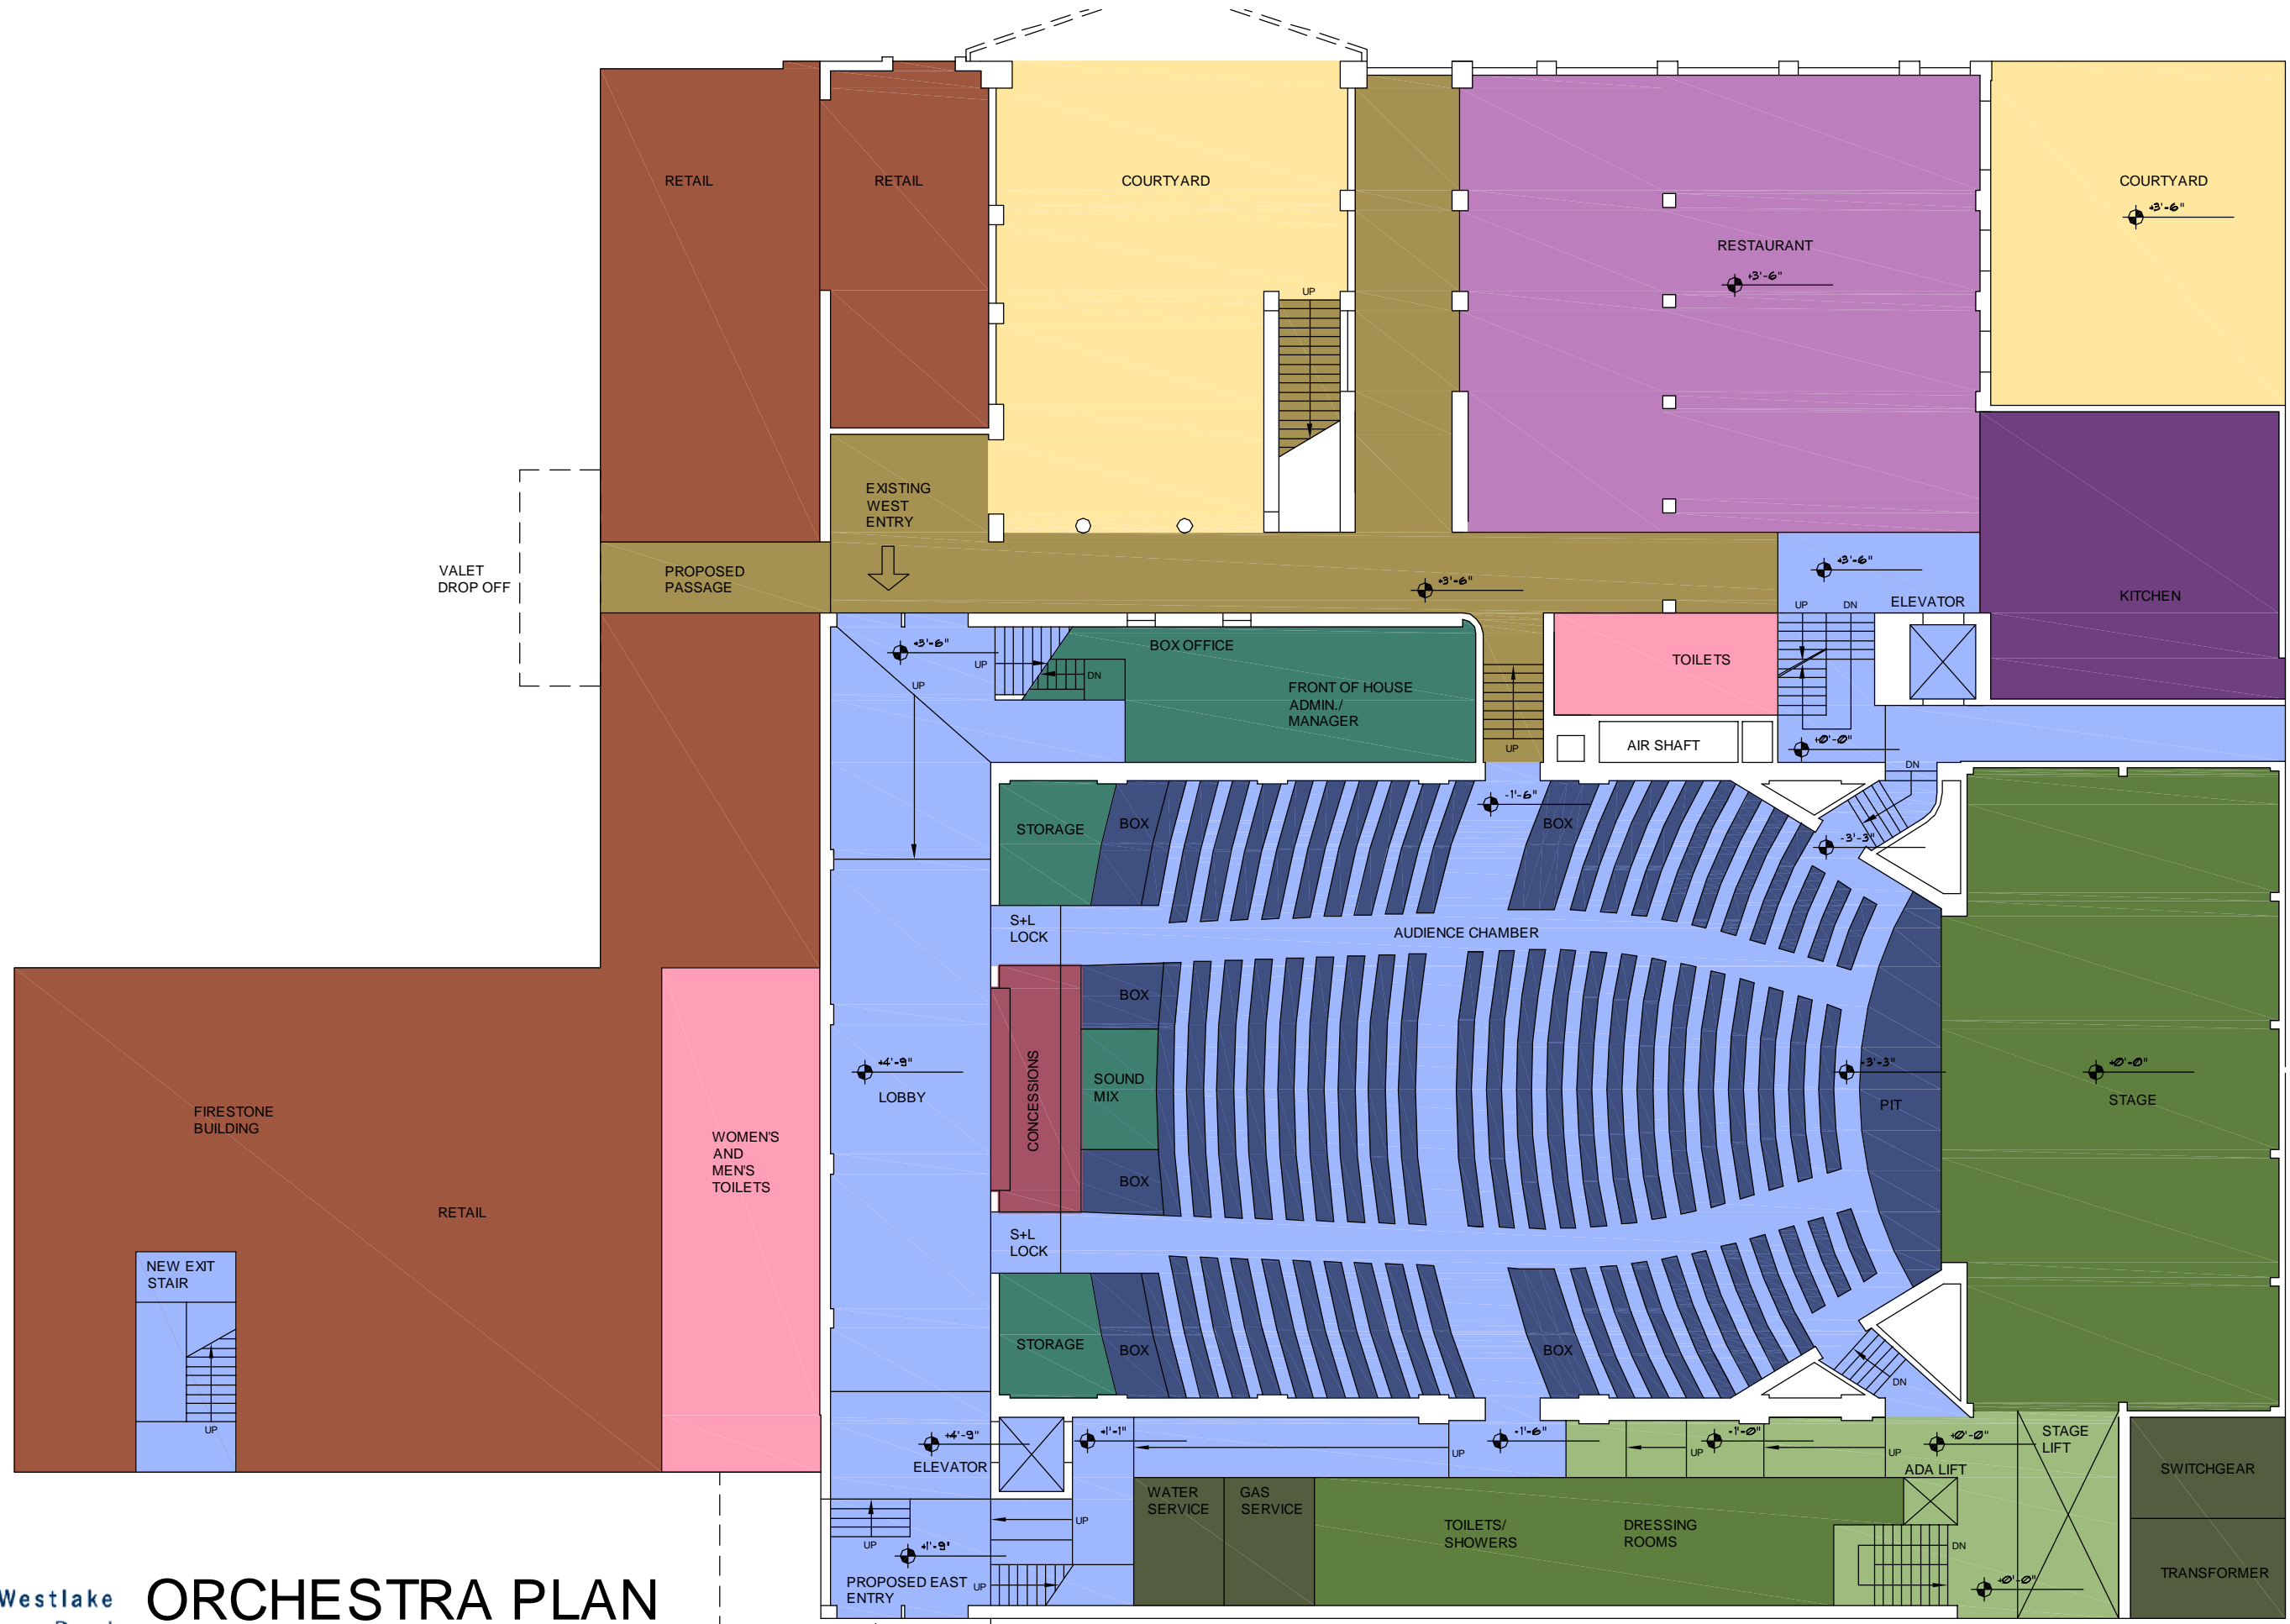 RETAIL
RETAIL
COURTYARD
COURTYARD
+3'-6"
RESTAURANT
+3'-6"
UP
EXISTING
WEST
ENTRY
VALET
DROP OFF
PROPOSED
PASSAGE
+3'-6"
+3'-6"
ELEVATOR
KITCHEN
UP
DN
+3'-6"
UP
UP
DN
BOX OFFICE
FRONT OF HOUSE
ADMIN./
MANAGER
TOILETS
UP
AIR SHAFT
+0'-0"
DN
STORAGE
BOX
-1'-6"
BOX
-3'-3"
S+L
LOCK
AUDIENCE CHAMBER
BOX
CONCESSIONS
SOUND
MIX
BOX
+4'-9"
LOBBY
-3'-3"
PIT
+0'-0"
STAGE
FIRESTONE
BUILDING
WOMEN'S
AND
MEN'S
TOILETS
RETAIL
S+L
LOCK
NEW EXIT
STAIR
UP
STORAGE
BOX
BOX
DN
+4'-9"
ELEVATOR
+1'-1"
UP
-1'-6"
UP
-1'-0"
UP
+0'-0"
STAGE
LIFT
ADA LIFT
SWITCHGEAR
WATER
SERVICE
GAS
SERVICE
TOILETS/
SHOWERS
DRESSING
ROOMS
UP
UP
+1'-9"
DN
TRANSFORMER
PROPOSED EAST
ENTRY
UP
+0'-0"
Westlake
ORCHESTRA PLAN